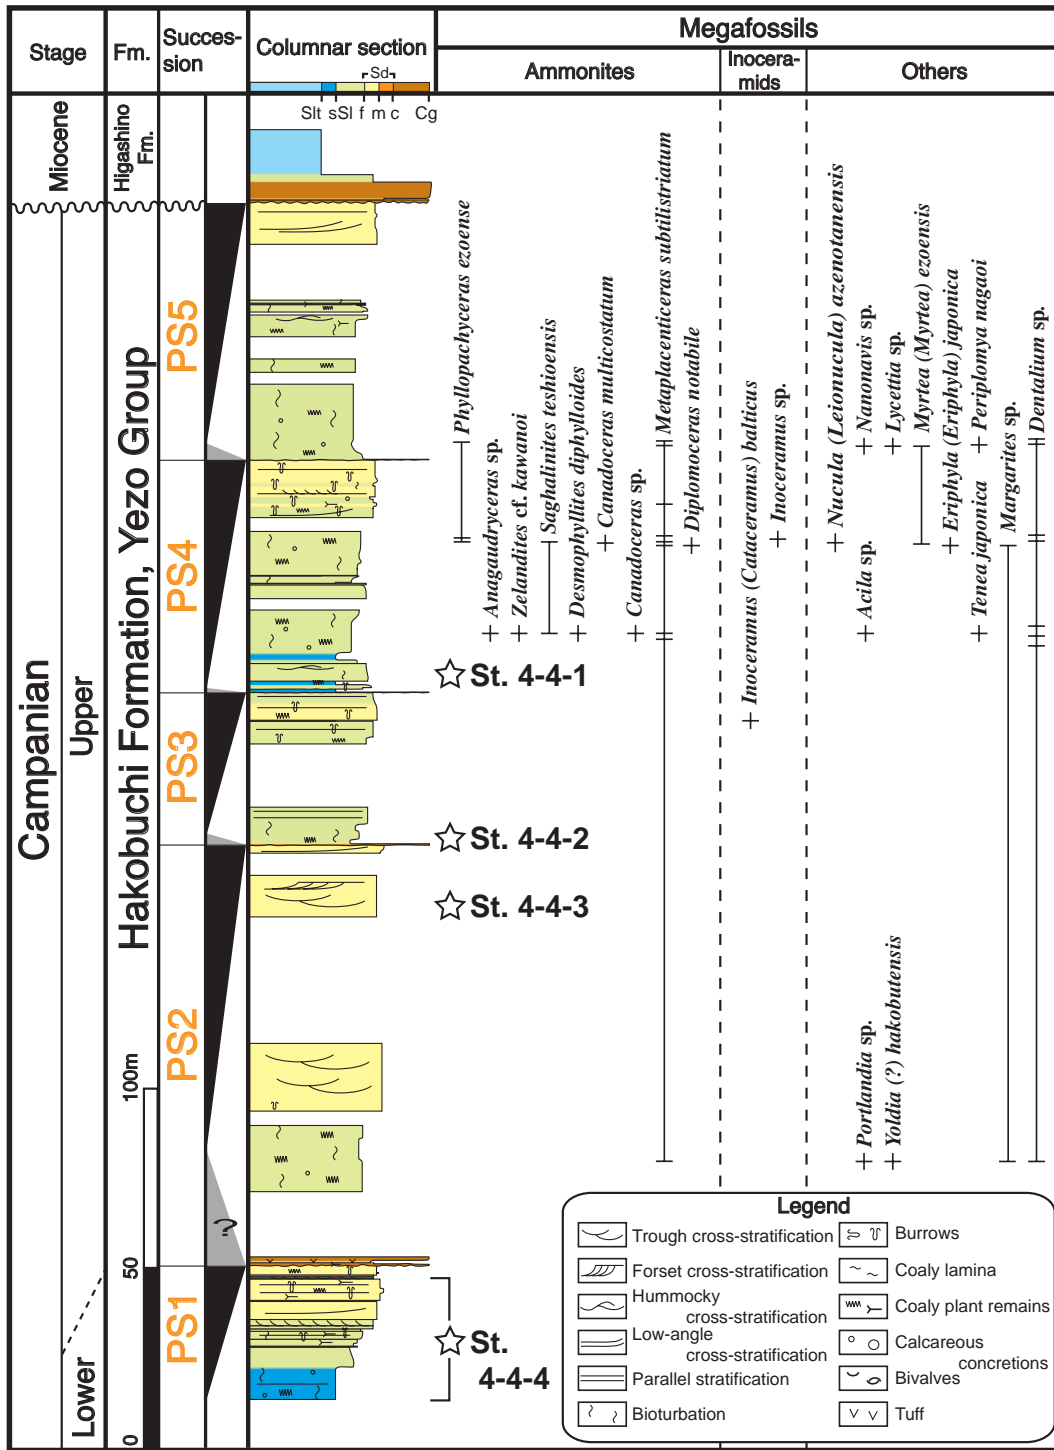 Stage
Fm.
Succes-
sion
Columnar section
Sd
Slt sSl f m c Cg
Megafossils
Ammonites
Inocera-
mids
Others
Miocene
Higashino
Fm.
Campanian
Upper
Lower
Hakobuchi Formation, Yezo Group
100m
50
0
PS5
PS4
PS3
PS2
?
PS1
St. 4-4-1
St. 4-4-2
St. 4-4-3
St.
4-4-4
Phyllopachyceras ezoense
Anagaudryceras sp.
Zelandites cf. kawanoi
Saghalinites teshioensis
Desmophyllites diphylloides
Canadoceras multicostatum
Canadoceras sp.
Metaplacenticeras subtilistriatum
Diplomoceras notabile
Inoceramus (Cataceramus) balticus
Inoceramus sp.
Nucula (Leionucula) azenotanensis
Nanonavis sp.
Acila sp.
Portlandia sp.
Lycettia sp.
Yoldia (?) hakobutensis
Myrtea (Myrtea) ezoensis
Eriphyla (Eriphyla) japonica
Periplomya nagaoi
Tenea japonica
Margarites sp.
Dentalium sp.
Legend
Trough cross-stratification
Forset cross-stratification
Hummocky
cross-stratification
Low-angle
cross-stratification
Parallel stratification
Bioturbation
Burrows
Coaly lamina
Coaly plant remains
Calcareous
concretions
Bivalves
Tuff